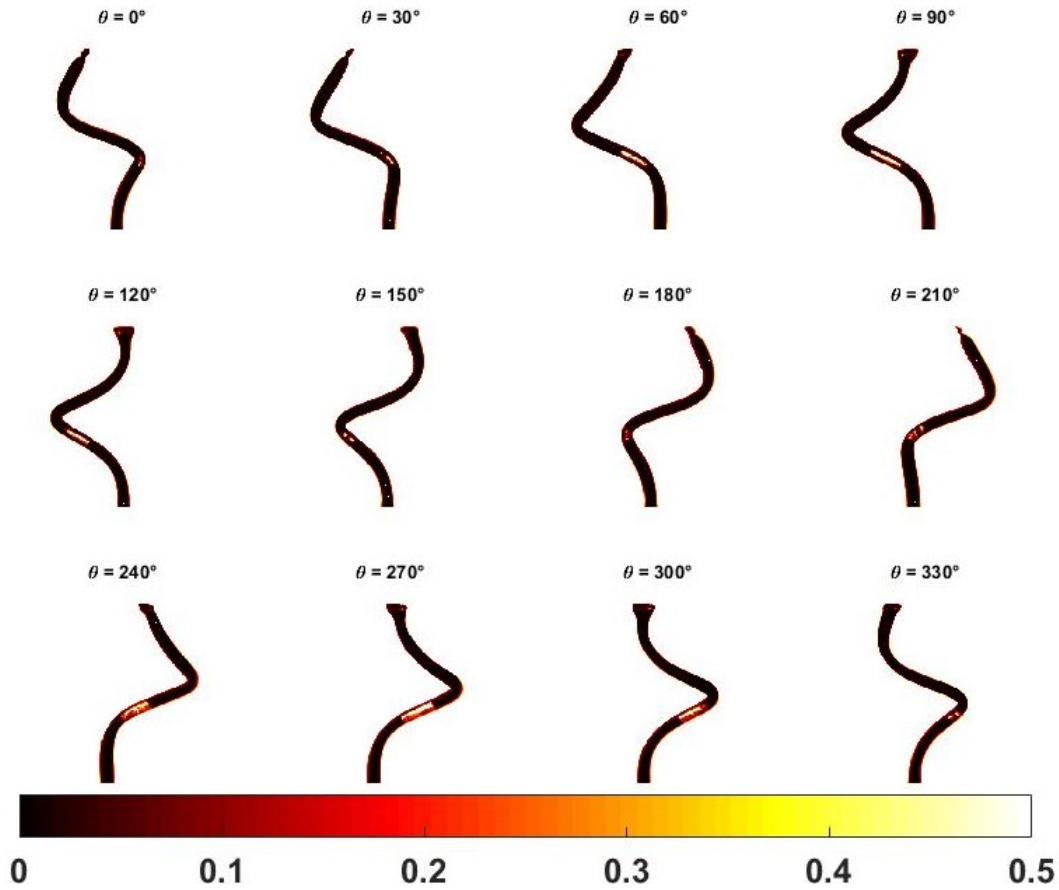 θ = 0° θ = 30° θ = 60° θ = 90°
θ = 120° θ = 150° θ = 180° θ = 210°
θ = 240° θ = 270° θ = 300° θ = 330°
0 0.1 0.2 0.3 0.4 0.5